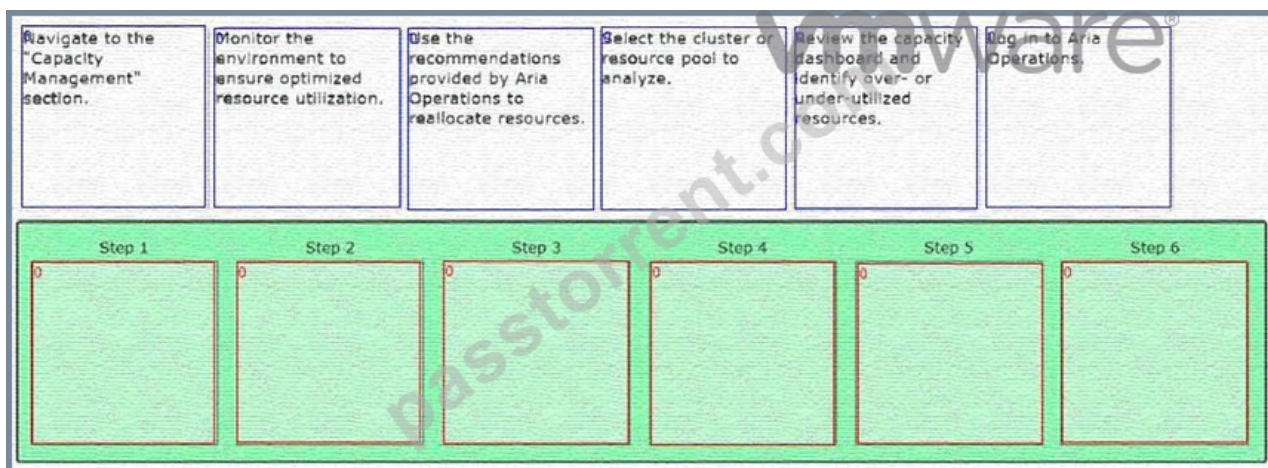 Navigate to the
"Capacity
Management"
section.
Monitor the
environment to
ensure optimized
resource utilization.
Use the
recommendations
provided by Aria
Operations to
reallocate resources.
Select the cluster or
resource pool to
analyze.
Review the capacity
dashboard and
identify over- or
under-utilized
resources.
Log in to Aria
Operations.
vmware®
Step 1
Step 2
Step 3
Step 4
Step 5
Step 6
0
0
0
0
0
0
passtorrent.com